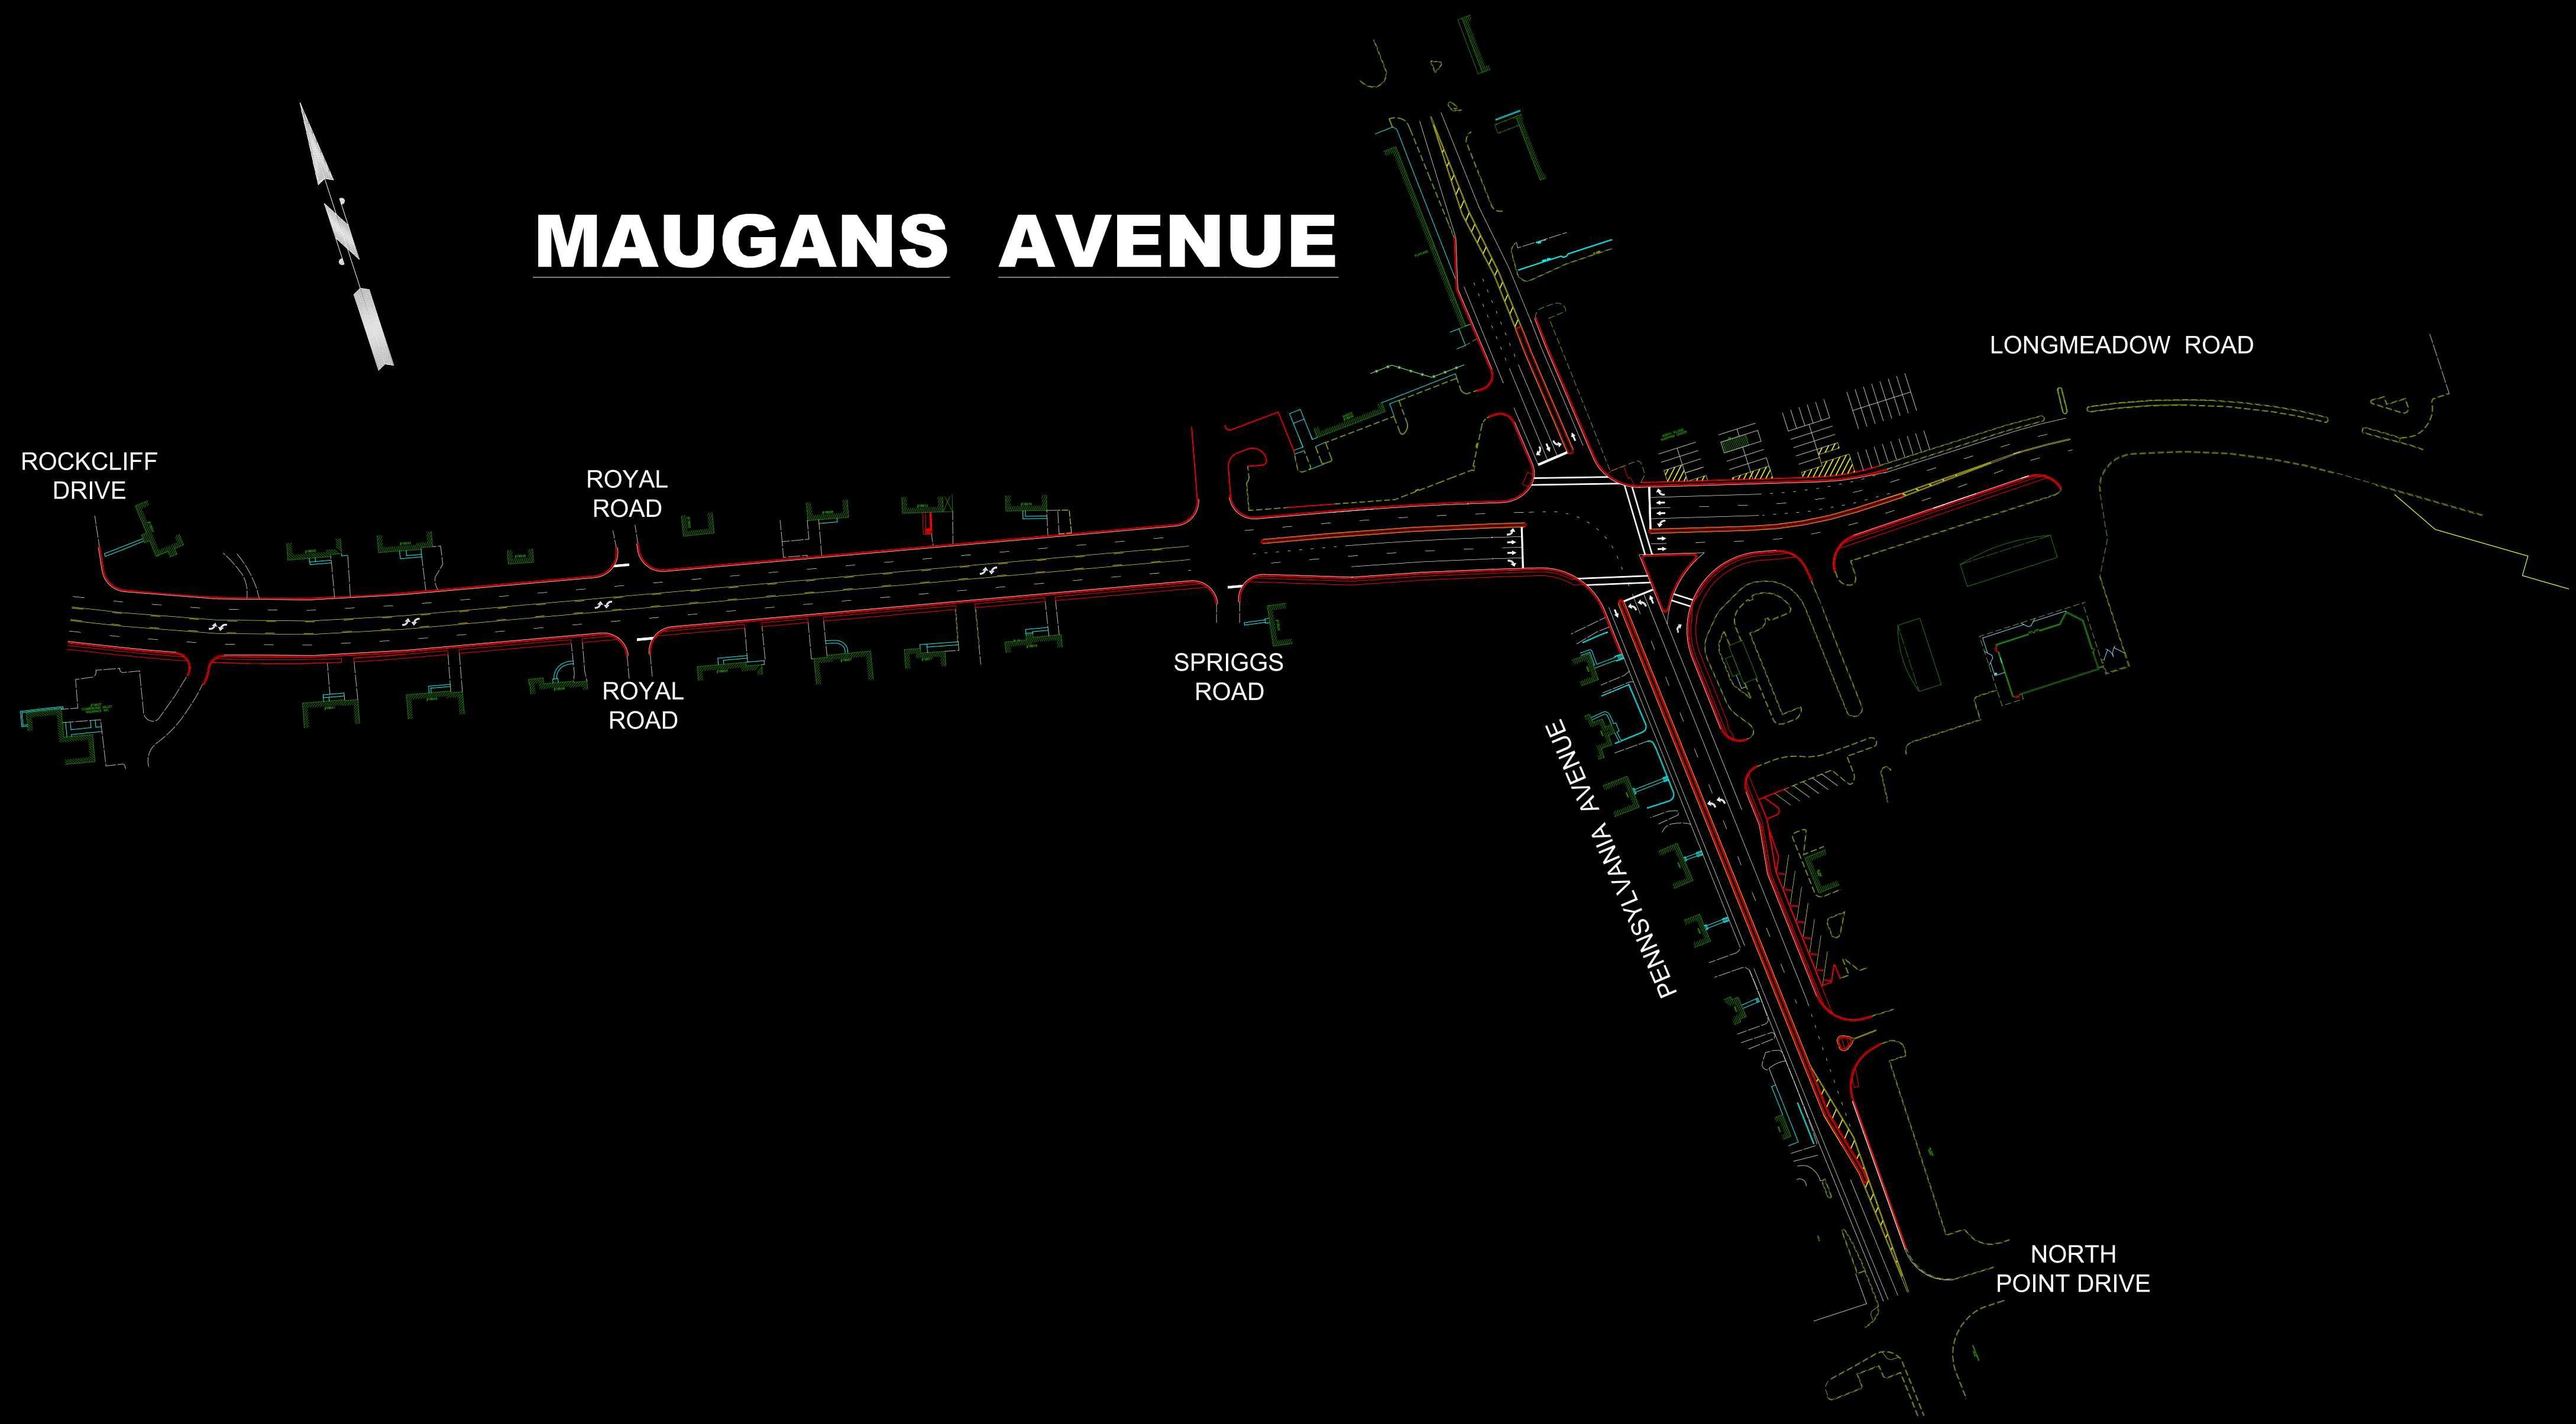 MAUGANS AVENUE
LONGMEADOW ROAD
ROCKCLIFF
DRIVE
ROYAL
ROAD
SPRIGGS
ROAD
ROYAL
ROAD
PENNSYLVANIA AVENUE
NORTH
POINT DRIVE